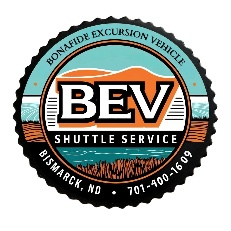 BONAFIDE EXCURSION VEHICLE
BEV
SHUTTLE SERVICE
BISMARCK, ND • 701-400-1609